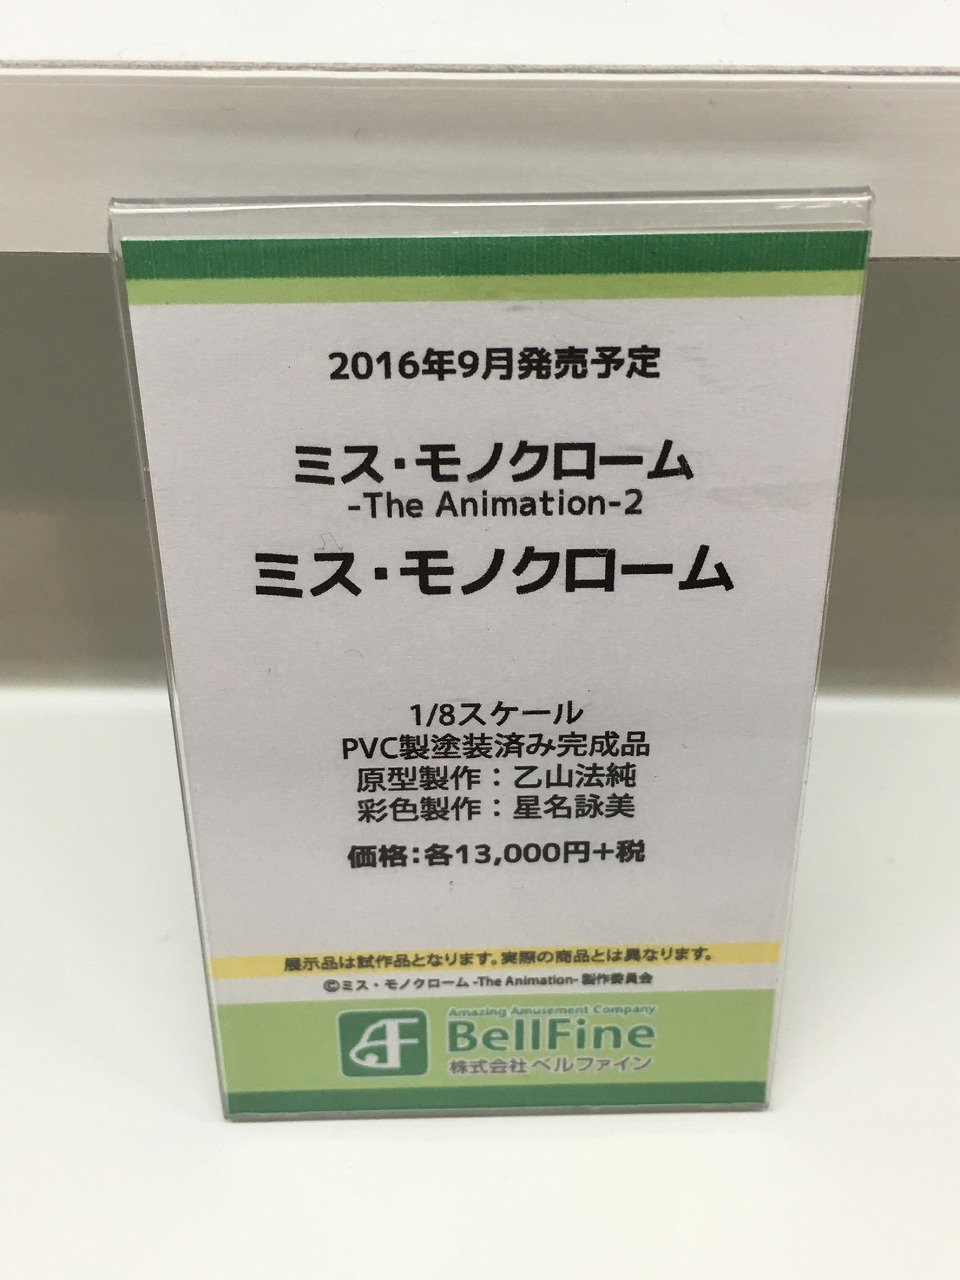 2016年9月発売予定
ミス・モノクローム
-The Animation-2
ミス・モノクローム
1/8スケール
PVC製塗装済み完成品
原型製作：乙山法純
彩色製作：星名詠美
価格：各13,000円+税
展示品は試作品となります。実際の商品とは異なります。
©ミス・モノクローム -The Animation- 製作委員会
Amazing Amusement Company
BellFine
株式会社 ベルファイン